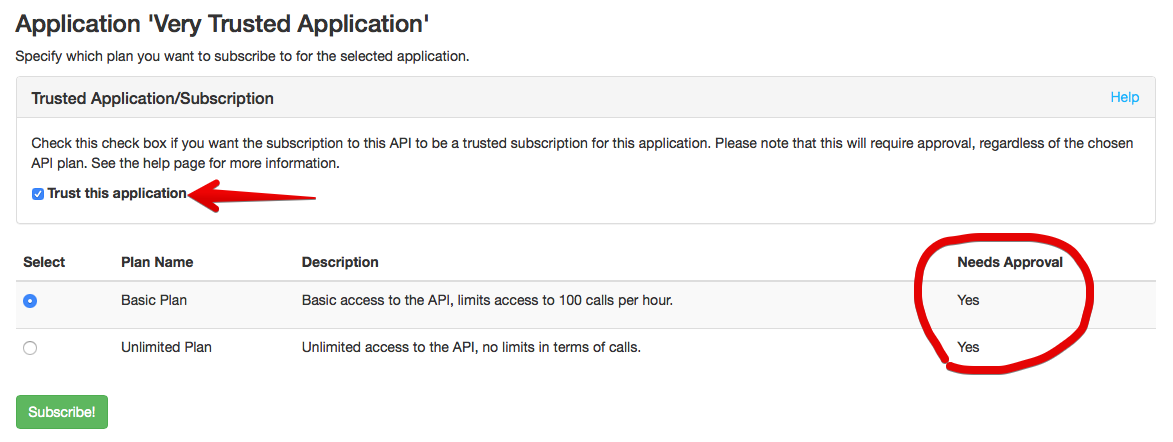 Application 'Very Trusted Application'
Specify which plan you want to subscribe to for the selected application.
Trusted Application/Subscription Help
Check this check box if you want the subscription to this API to be a trusted subscription for this application. Please note that this will require approval, regardless of the chosen
API plan. See the help page for more information.
Trust this application
Select Plan Name Description Needs Approval
Basic Plan Basic access to the API, limits access to 100 calls per hour. Yes
Unlimited Plan Unlimited access to the API, no limits in terms of calls. Yes
Subscribe!